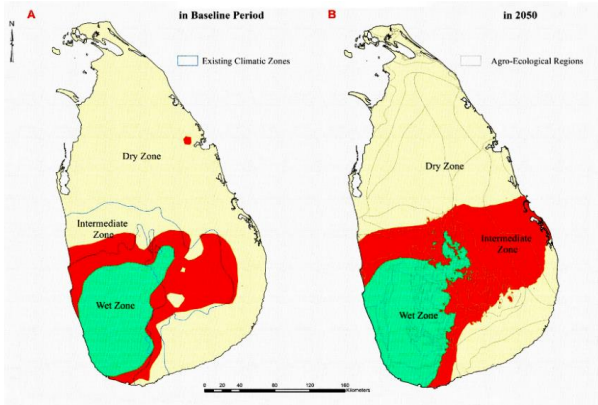 A
in Baseline Period
B
in 2050
N
Existing Climatic Zones
Agro-Ecological Regions
Dry Zone
Dry Zone
Intermediate
Zone
Intermediate
Zone
Wet Zone
Wet Zone
0 20 40 80 120 160
Kilometers